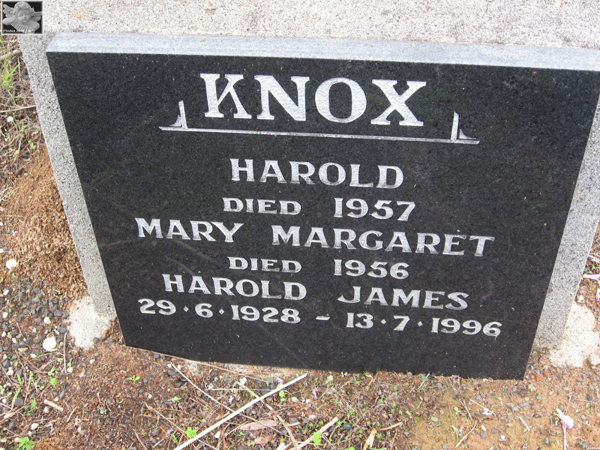 KNOX
HAROLD
DIED 1957
MARY MARGARET
DIED 1956
HAROLD JAMES
29·6·1928 - 13·7·1996